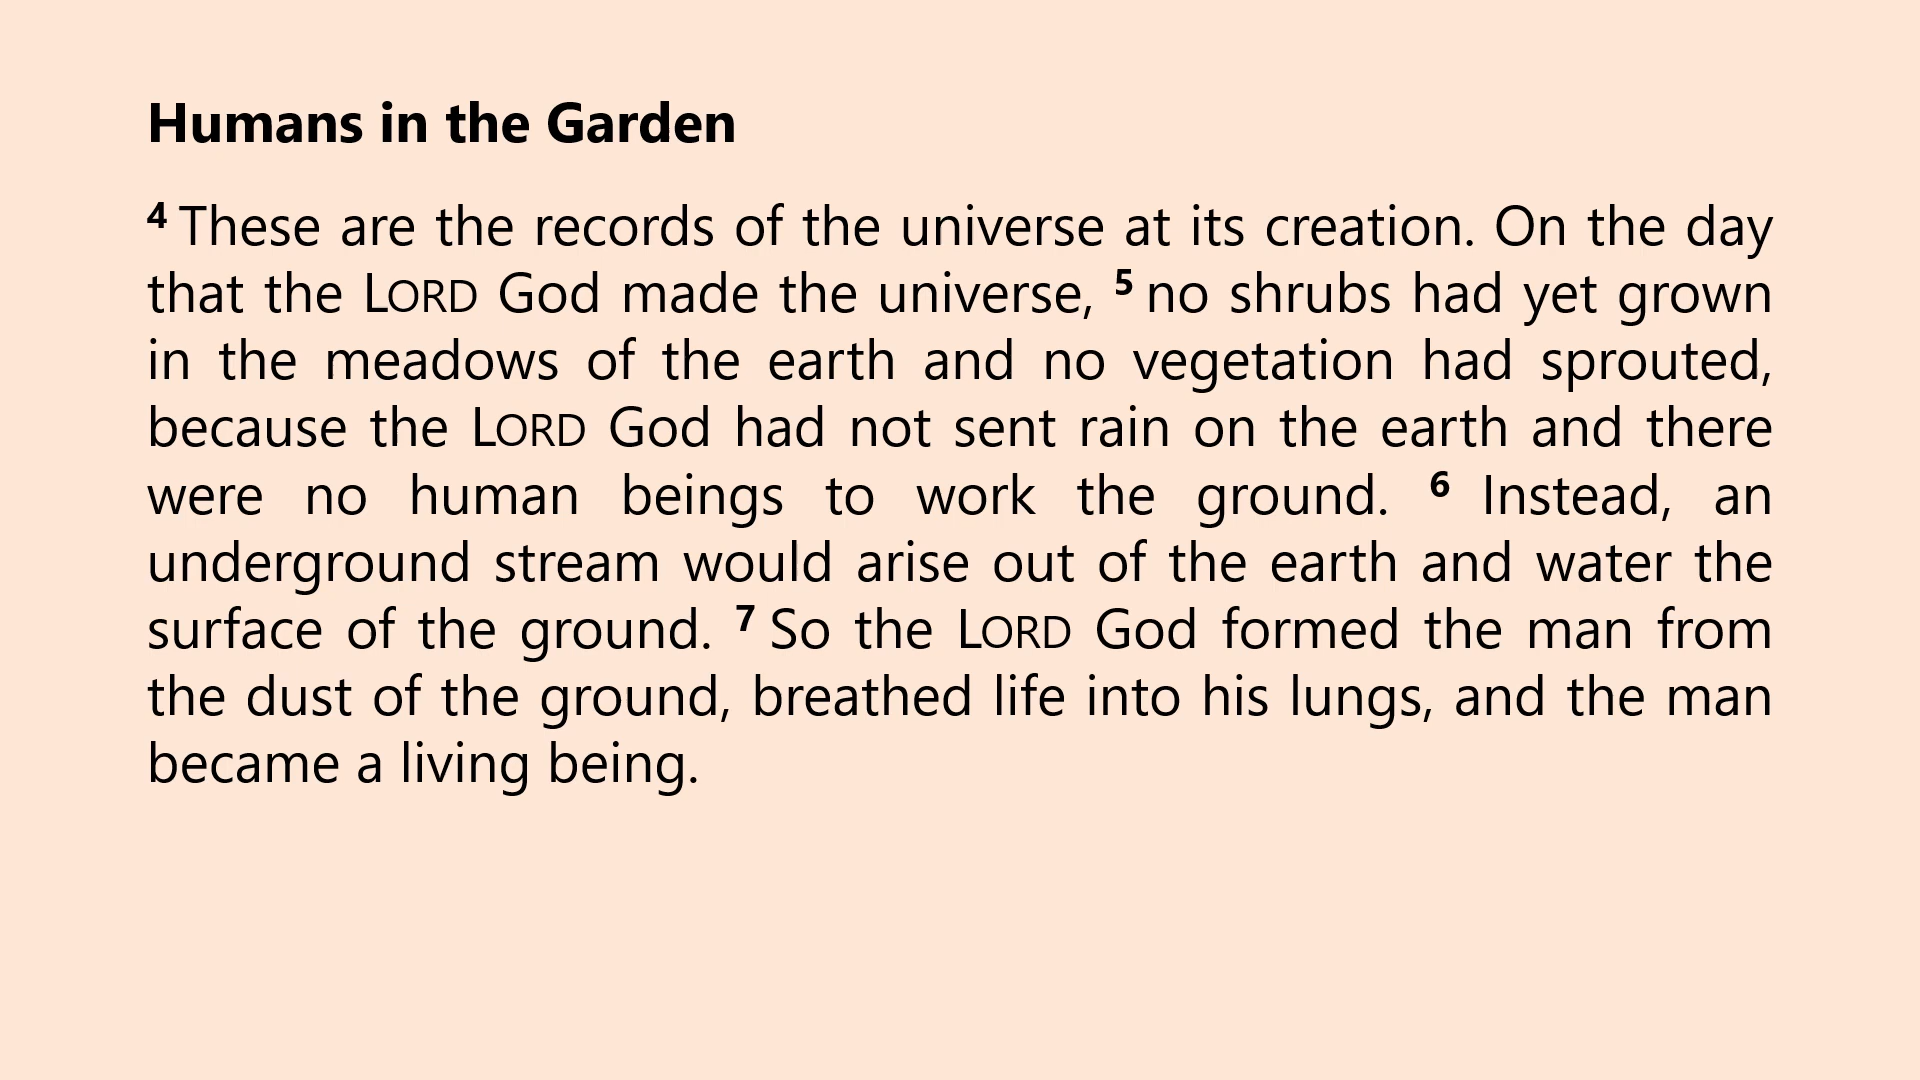 Humans in the Garden
4 These are the records of the universe at its creation. On the day
that the LORD God made the universe, 5 no shrubs had yet grown
in the meadows of the earth and no vegetation had sprouted,
because the LORD God had not sent rain on the earth and there
were no human beings to work the ground. 6 Instead, an
underground stream would arise out of the earth and water the
surface of the ground. 7 So the LORD God formed the man from
the dust of the ground, breathed life into his lungs, and the man
became a living being.